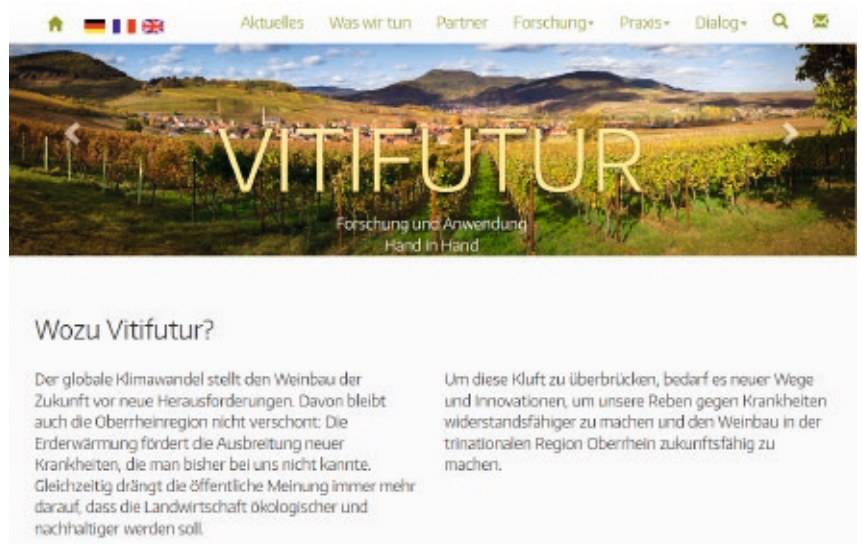 Aktuelles Was wir tun Partner Forschung Praxis Dialog
VITIFUTUR
Forschung und Anwendung
Hand in Hand
Wozu Vitifutur?
Der globale Klimawandel stellt den Weinbau der
Zukunft vor neue Herausforderungen. Davon bleibt
auch die Oberrheinregion nicht verschont: Die
Erderwärmung fördert die Ausbreitung neuer
Krankheiten, die man bisher bei uns nicht kannte.
Gleichzeitig drängt die öffentliche Meinung immer mehr
darauf, dass die Landwirtschaft ökologischer und
nachhaltiger werden soll.
Um diese Kluft zu überbrücken, bedarf es neuer Wege
und Innovationen, um unsere Reben gegen Krankheiten
widerstandsfähiger zu machen und den Weinbau in der
trinationalen Region Oberrhein zukunftsfähig zu
machen.